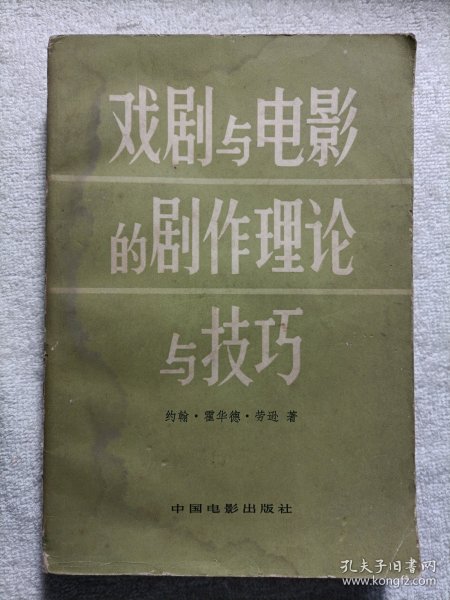 戏剧与电影
的剧作理论
与技巧
约翰·霍华德·劳逊 著
中国电影出版社
孔夫子旧书网
www.kongfz.com